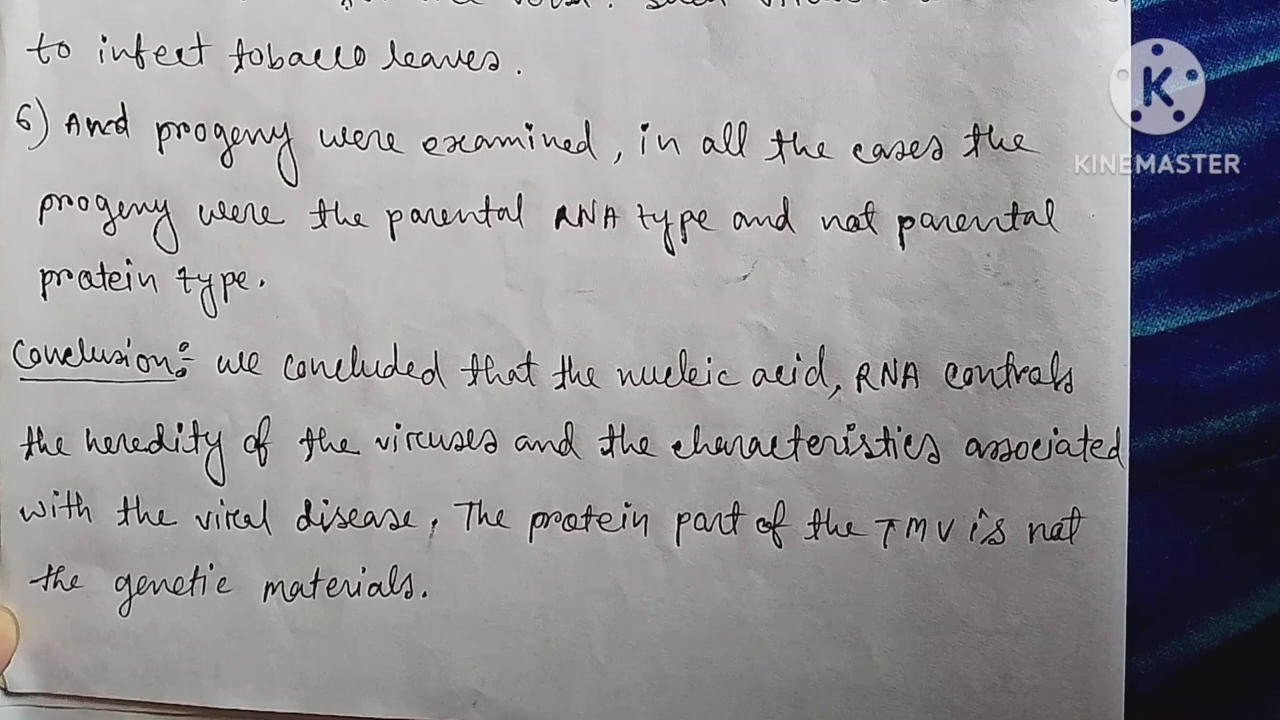 to infect tobacco leaves.
6) And progeny were examined, in all the cases the
progeny were the parental RNA type and not parental
protein type.
Conclusion:- we concluded that the nucleic acid, RNA controls
the heredity of the viruses and the characteristics associated
with the viral disease, The protein part of the TMV is not
the genetic materials.
K
KINEMASTER